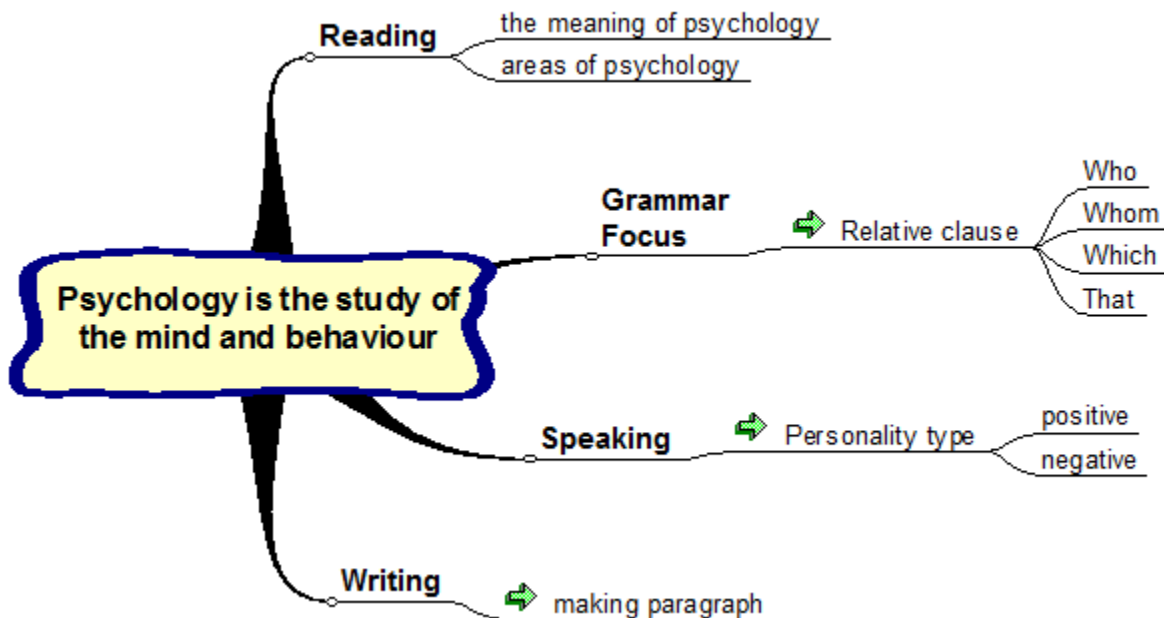 Reading
the meaning of psychology
areas of psychology
Grammar
Focus
Relative clause
Who
Whom
Which
That
Psychology is the study of
the mind and behaviour
Speaking
Personality type
positive
negative
Writing
making paragraph